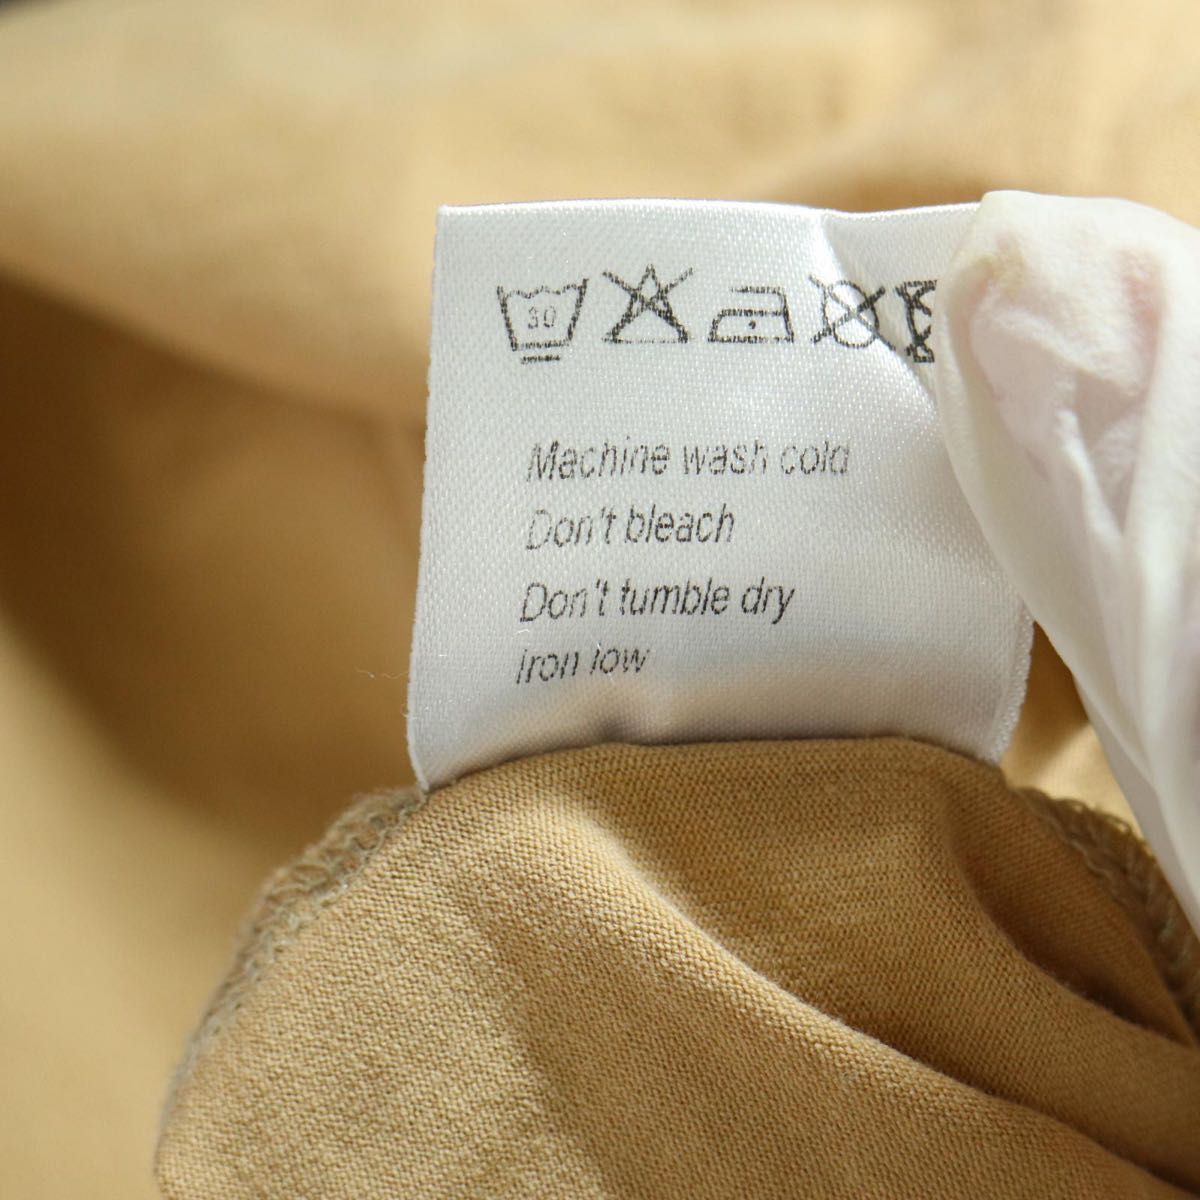 30
Machine wash cold
Don't bleach
Don't tumble dry
iron low